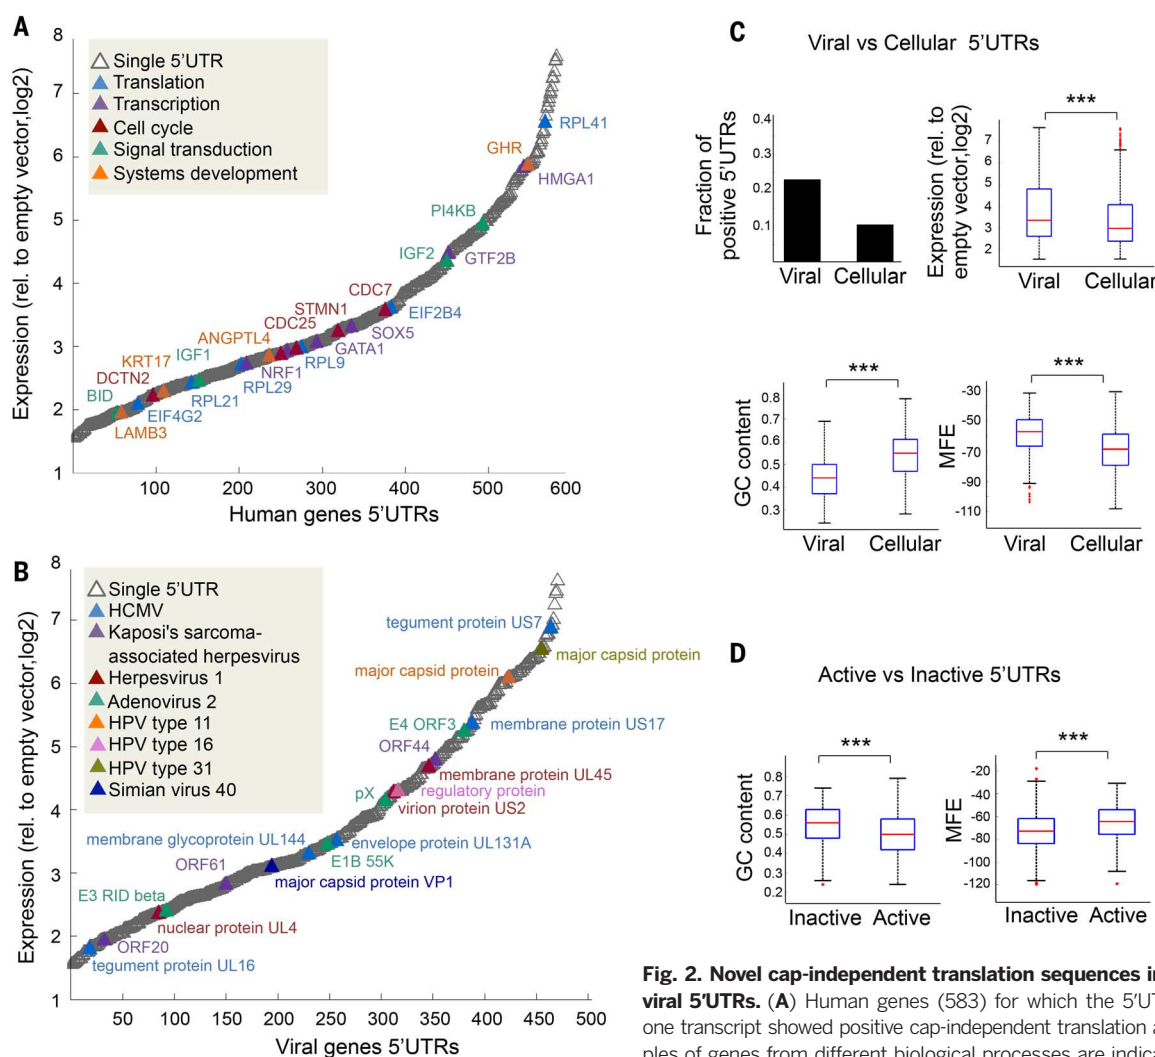 A
8
7
6
5
4
3
2
1
Expression (rel. to empty vector,log2)
Single 5'UTR
Translation
Transcription
Cell cycle
Signal transduction
Systems development
RPL41
GHR
HMGA1
PI4KB
IGF2
GTF2B
CDC7
STMN1
EIF2B4
CDC25
SOX5
ANGPTL4
GATA1
IGF1
RPL9
KRT17
NRF1
DCTN2
RPL29
BID
RPL21
EIF4G2
LAMB3
100 200 300 400 500 600
Human genes 5'UTRs
B
8
7
6
5
4
3
2
1
Expression (rel. to empty vector,log2)
Single 5'UTR
HCMV
Kaposi's sarcoma-
associated herpesvirus
Herpesvirus 1
Adenovirus 2
HPV type 11
HPV type 16
HPV type 31
Simian virus 40
tegument protein US7
major capsid protein
major capsid protein
E4 ORF3
membrane protein US17
ORF44
membrane protein UL45
pX
regulatory protein
virion protein US2
membrane glycoprotein UL144
envelope protein UL131A
ORF61
E1B 55K
major capsid protein VP1
E3 RID beta
nuclear protein UL4
ORF20
tegument protein UL16
50 100 150 200 250 300 350 400 450 500
Viral genes 5'UTRs
C
Viral vs Cellular 5'UTRs
Fraction of
positive 5'UTRs
0.4
0.3
0.2
0.1
Viral Cellular
Expression (rel. to
empty vector,log2)
7
6
5
4
3
2
***
Viral Cellular
GC content
0.8
0.7
0.6
0.5
0.4
0.3
***
Viral Cellular
MFE
-30
-50
-70
-90
-110
***
Viral Cellular
D
Active vs Inactive 5'UTRs
GC content
0.8
0.7
0.6
0.5
0.4
0.3
0.2
***
Inactive Active
MFE
-20
-40
-60
-80
-100
-120
***
Inactive Active
Fig. 2. Novel cap-independent translation sequences in
viral 5'UTRs. (A) Human genes (583) for which the 5'UT
one transcript showed positive cap-independent translation a
ples of genes from different biological processes are indica